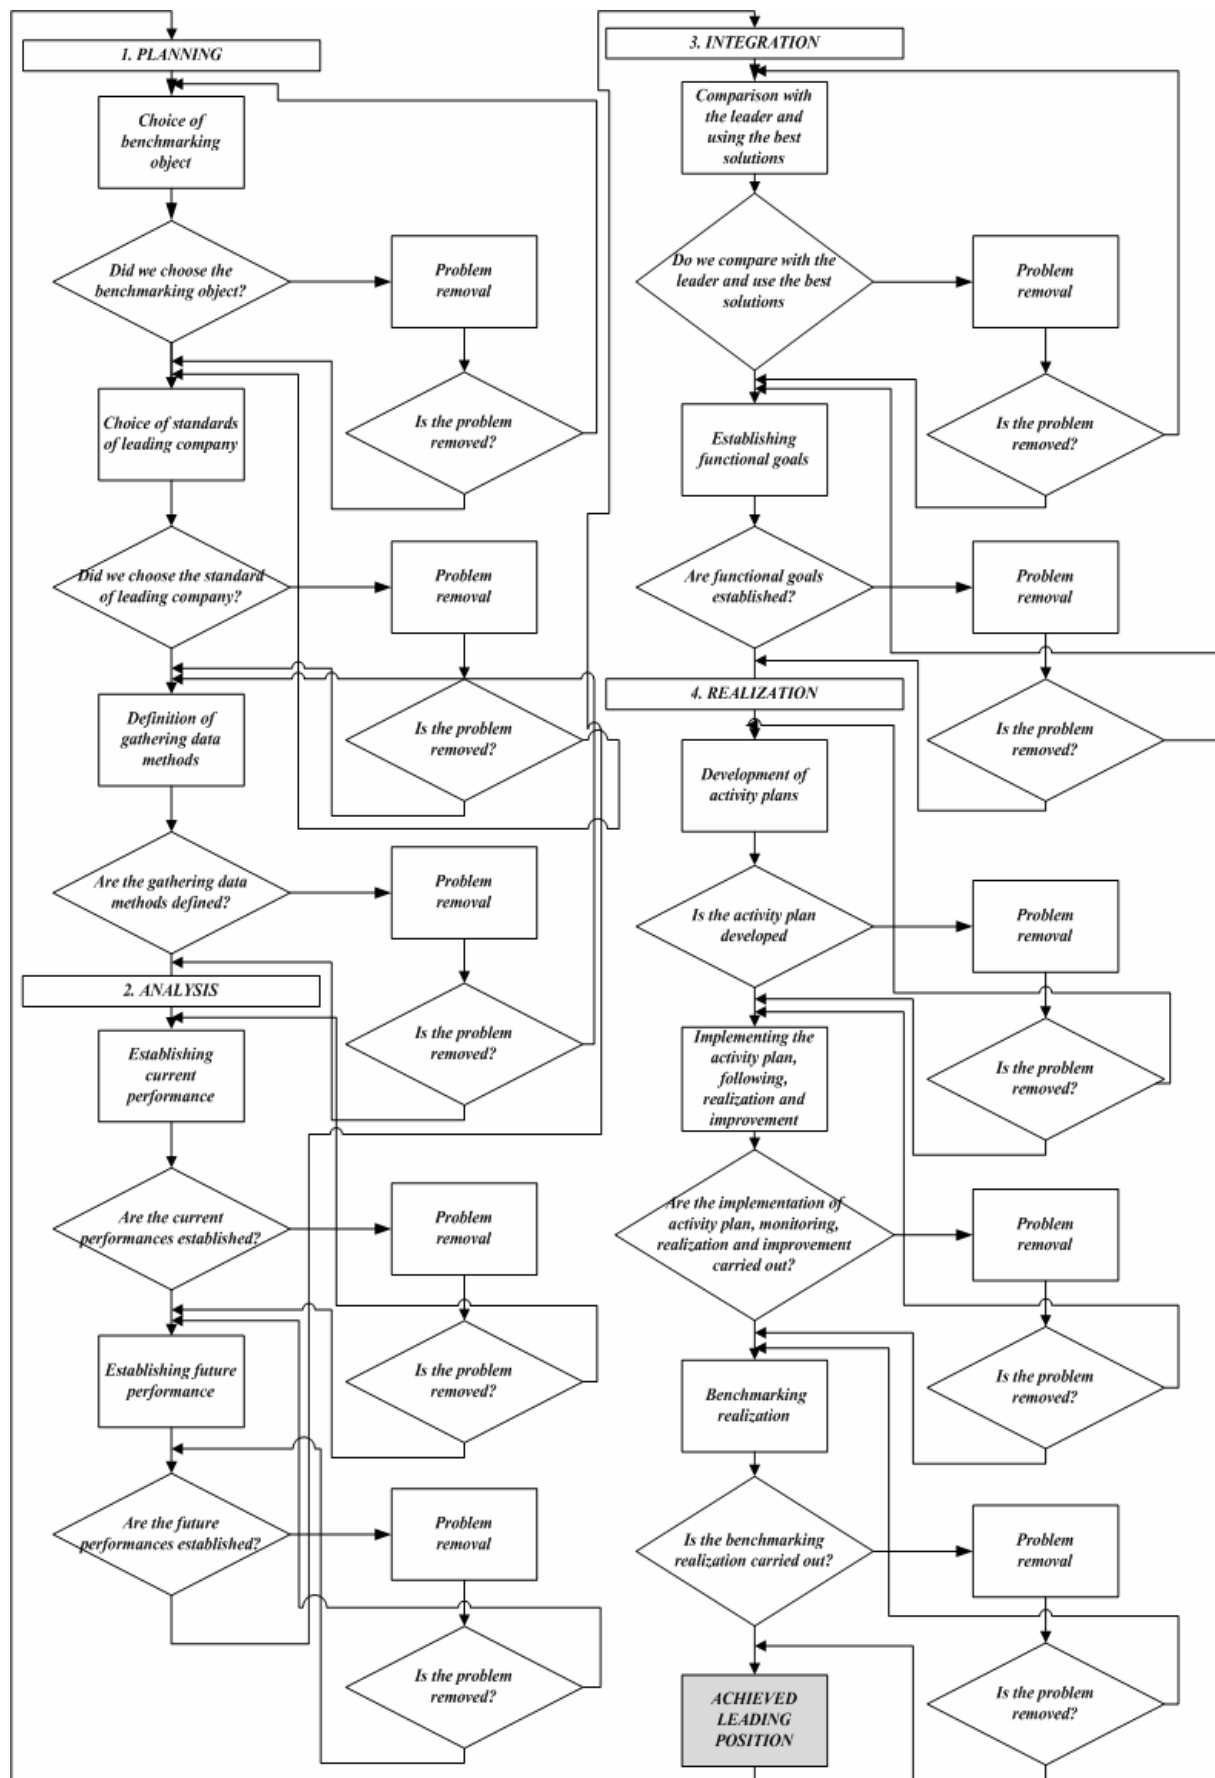 1. PLANNING
Choice of
benchmarking
object
Did we choose the
benchmarking object?
Problem
removal
Is the problem
removed?
Choice of standards
of leading company
Did we choose the standard
of leading company?
Problem
removal
Is the problem
removed?
Definition of
gathering data
methods
Are the gathering data
methods defined?
Problem
removal
Is the problem
removed?
2. ANALYSIS
Establishing
current
performance
Are the current
performances established?
Problem
removal
Is the problem
removed?
Establishing future
performance
Are the future
performances established?
Problem
removal
Is the problem
removed?
3. INTEGRATION
Comparison with
the leader and
using the best
solutions
Do we compare with the
leader and use the best
solutions
Problem
removal
Is the problem
removed?
Establishing
functional goals
Are functional goals
established?
Problem
removal
Is the problem
removed?
4. REALIZATION
Development of
activity plans
Is the activity plan
developed
Problem
removal
Is the problem
removed?
Implementing the
activity plan,
following,
realization and
improvement
Are the implementation of
activity plan, monitoring,
realization and improvement
carried out?
Problem
removal
Is the problem
removed?
Benchmarking
realization
Is the benchmarking
realization carried out?
Problem
removal
Is the problem
removed?
ACHIEVED
LEADING
POSITION